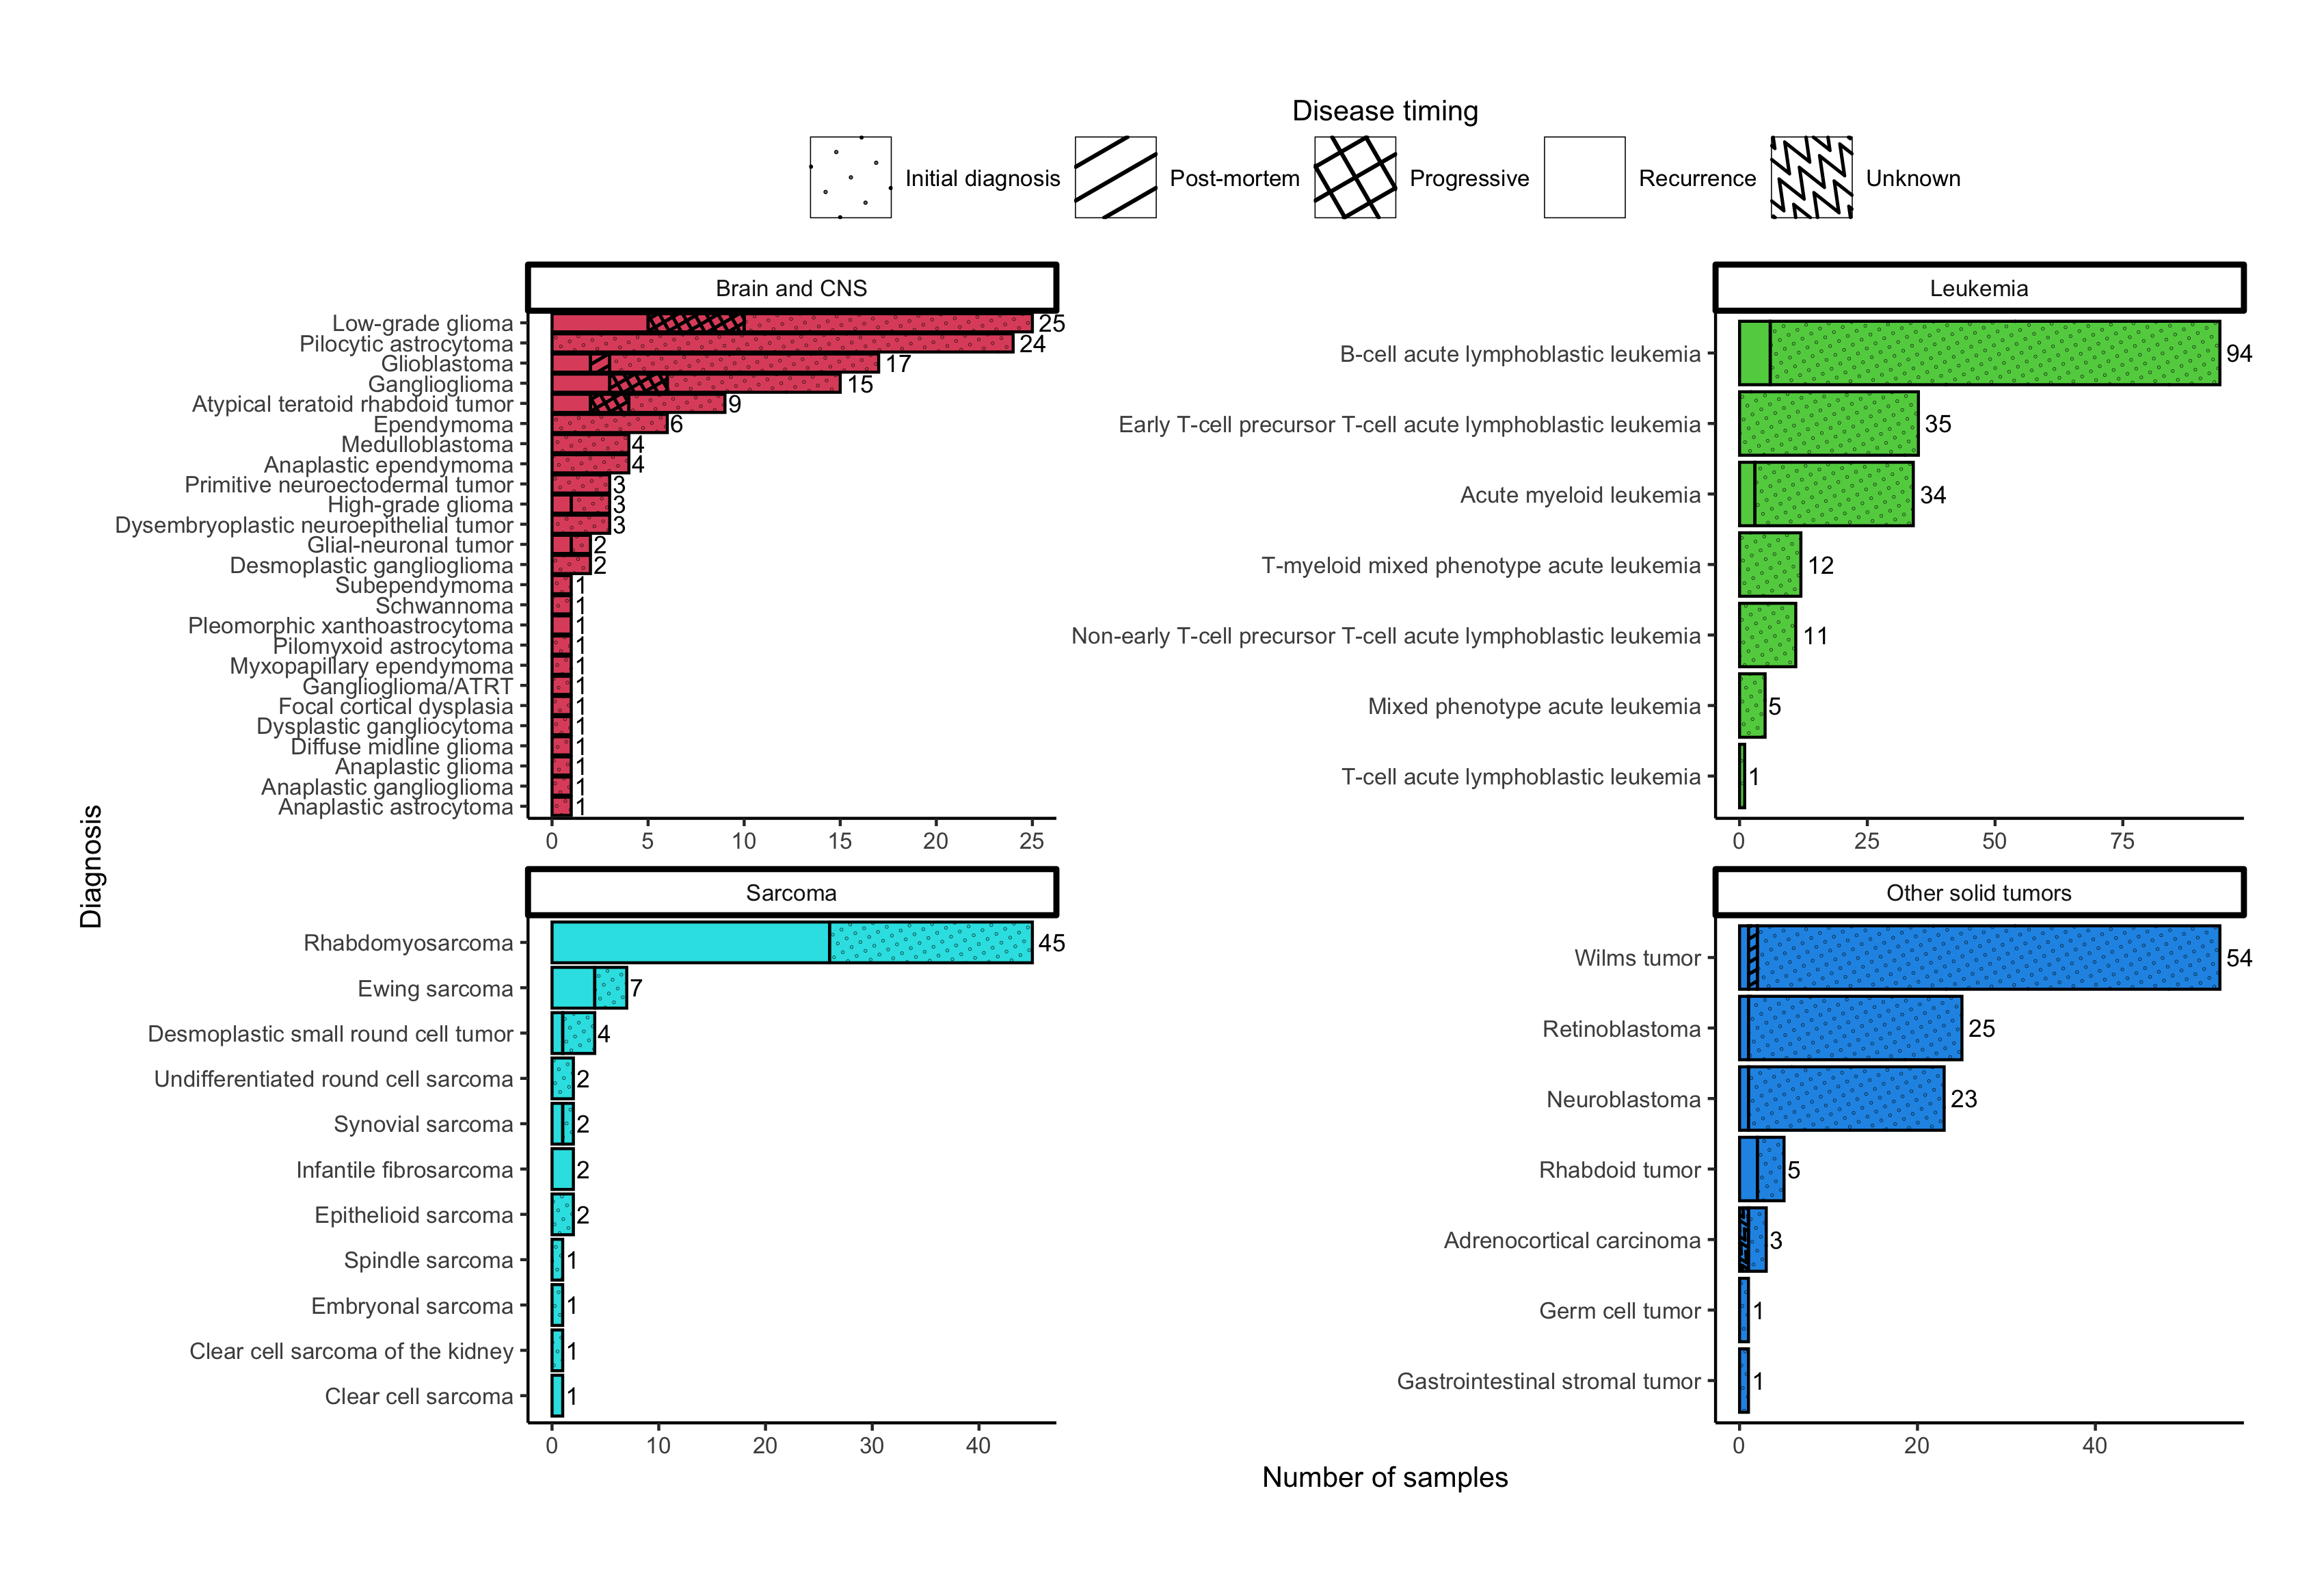 Disease timing
Initial diagnosis
Post-mortem
Progressive
Recurrence
Unknown
Diagnosis
Brain and CNS
Low-grade glioma 25
Pilocytic astrocytoma 24
Glioblastoma 17
Ganglioglioma 15
Atypical teratoid rhabdoid tumor 9
Ependymoma 6
Medulloblastoma 4
Anaplastic ependymoma 4
Primitive neuroectodermal tumor 3
High-grade glioma 3
Dysembryoplastic neuroepithelial tumor 3
Glial-neuronal tumor 2
Desmoplastic ganglioglioma 2
Subependymoma 1
Schwannoma 1
Pleomorphic xanthoastrocytoma 1
Pilomyxoid astrocytoma 1
Myxopapillary ependymoma 1
Ganglioglioma/ATRT 1
Focal cortical dysplasia 1
Dysplastic gangliocytoma 1
Diffuse midline glioma 1
Anaplastic glioma 1
Anaplastic ganglioglioma 1
Anaplastic astrocytoma 1
0 5 10 15 20 25
Leukemia
B-cell acute lymphoblastic leukemia 94
Early T-cell precursor T-cell acute lymphoblastic leukemia 35
Acute myeloid leukemia 34
T-myeloid mixed phenotype acute leukemia 12
Non-early T-cell precursor T-cell acute lymphoblastic leukemia 11
Mixed phenotype acute leukemia 5
T-cell acute lymphoblastic leukemia 1
0 25 50 75
Sarcoma
Rhabdomyosarcoma 45
Ewing sarcoma 7
Desmoplastic small round cell tumor 4
Undifferentiated round cell sarcoma 2
Synovial sarcoma 2
Infantile fibrosarcoma 2
Epithelioid sarcoma 2
Spindle sarcoma 1
Embryonal sarcoma 1
Clear cell sarcoma of the kidney 1
Clear cell sarcoma 1
0 10 20 30 40
Other solid tumors
Wilms tumor 54
Retinoblastoma 25
Neuroblastoma 23
Rhabdoid tumor 5
Adrenocortical carcinoma 3
Germ cell tumor 1
Gastrointestinal stromal tumor 1
0 20 40
Number of samples